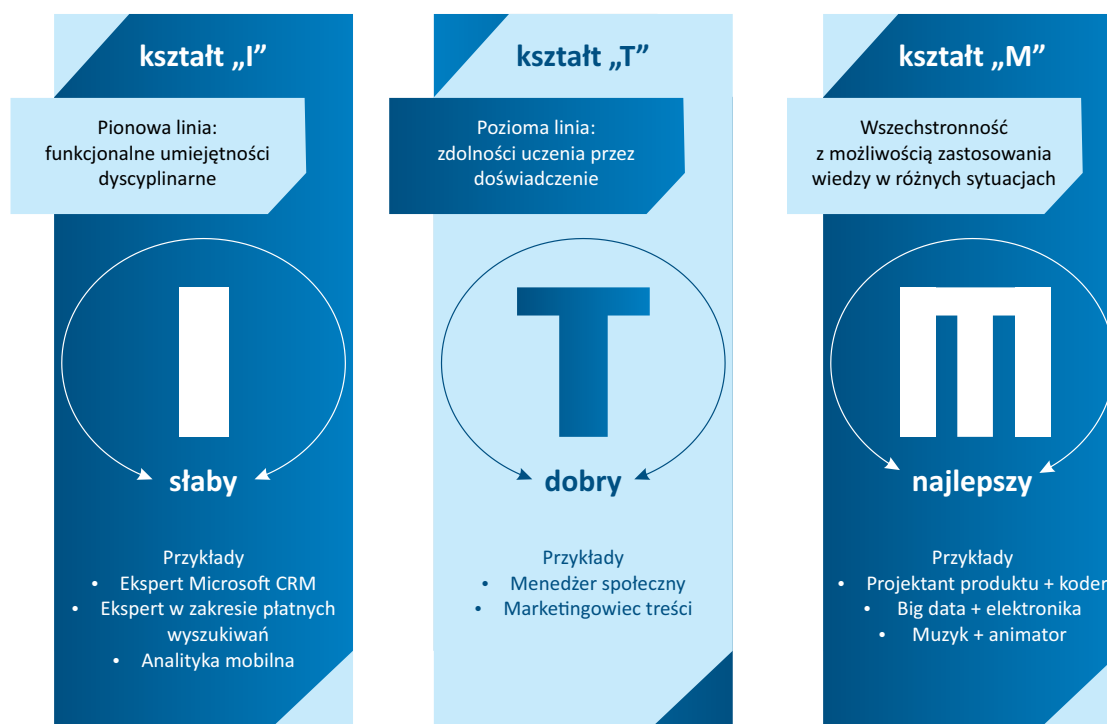 kształt „I”
Pionowa linia:
funkcjonalne umiejętności
dyscyplinarne
I
słaby
Przykłady
• Ekspert Microsoft CRM
• Ekspert w zakresie płatnych
wyszukiwań
• Analityka mobilna
kształt „T”
Pozioma linia:
zdolności uczenia przez
doświadczenie
T
dobry
Przykłady
• Menedżer społeczny
• Marketingowiec treści
kształt „M”
Wszechstronność
z możliwością zastosowania
wiedzy w różnych sytuacjach
M
najlepszy
Przykłady
• Projektant produktu + koder
• Big data + elektronika
• Muzyk + animator